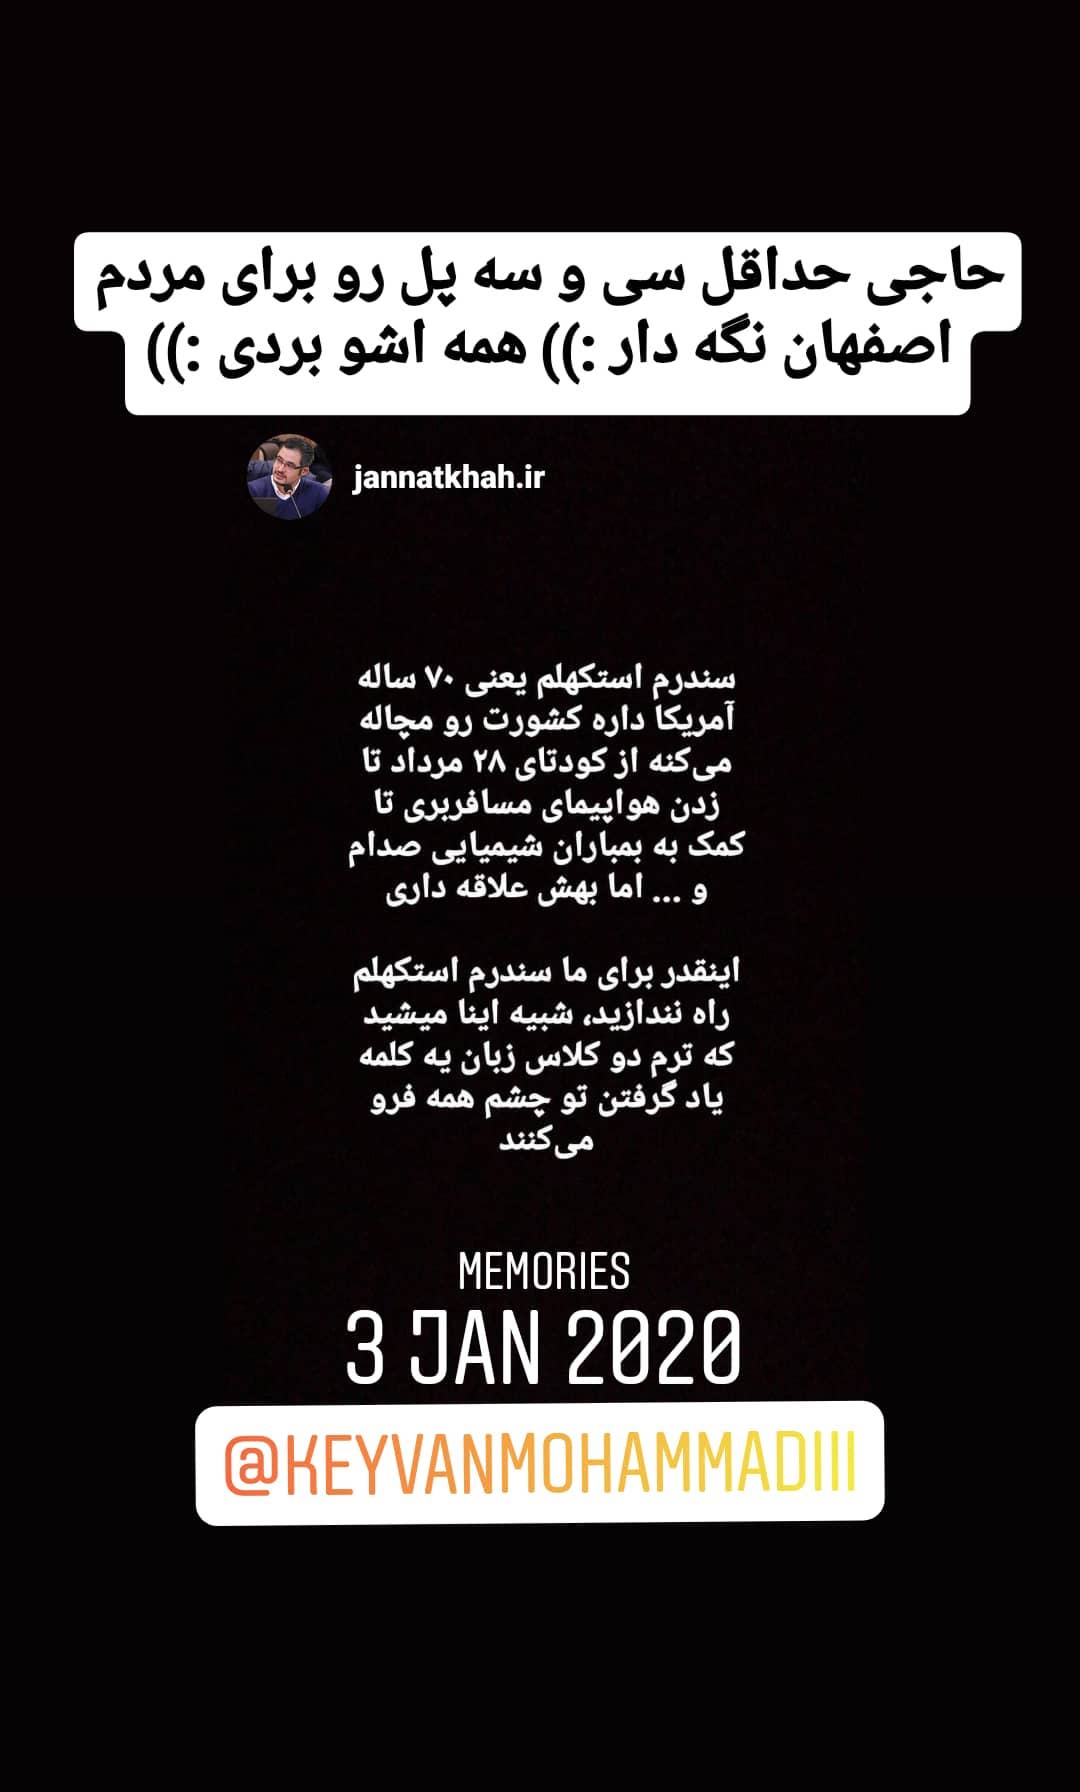 حاجی حداقل سی و سه پل رو برای مردم
اصفهان نگه دار :)) همه اشو بردی :))
jannatkhah.ir
سندرم استکهلم یعنی ۷۰ ساله
آمریکا داره کشورت رو مچاله
می‌کنه از کودتای ۲۸ مرداد تا
زدن هواپیمای مسافربری تا
کمک به بمباران شیمیایی صدام
و ... اما بهش علاقه داری
اینقدر برای ما سندرم استکهلم
راه نندازید، شبیه اینا میشید
که ترم دو کلاس زبان یه کلمه
یاد گرفتن تو چشم همه فرو
می‌کنند
MEMORIES
3 JAN 2020
@KEYVANMOHAMMADIII